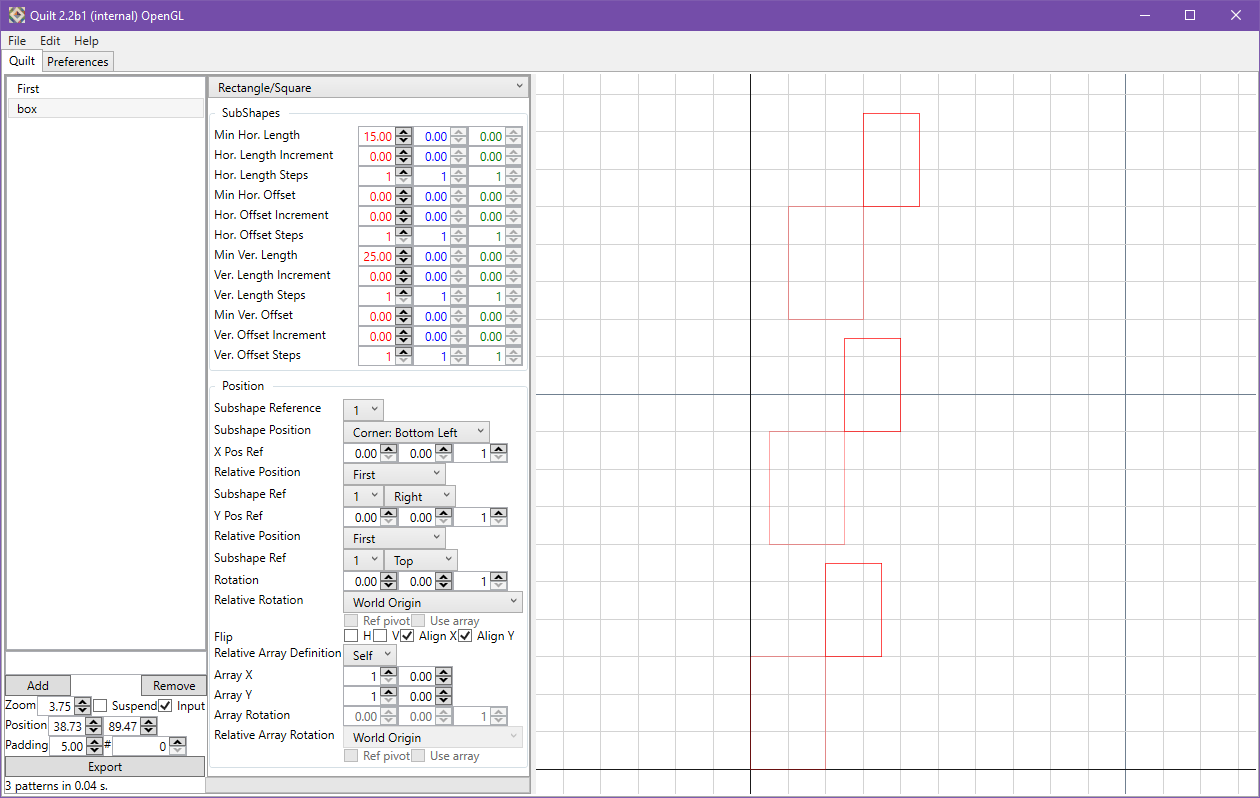 Quilt 2.2b1 (internal) OpenGL
File Edit Help
Quilt Preferences
First
box
Rectangle/Square
SubShapes
Min Hor. Length 15.00 0.00 0.00
Hor. Length Increment 0.00 0.00 0.00
Hor. Length Steps 1 1 1
Min Hor. Offset 0.00 0.00 0.00
Hor. Offset Increment 0.00 0.00 0.00
Hor. Offset Steps 1 1 1
Min Ver. Length 25.00 0.00 0.00
Ver. Length Increment 0.00 0.00 0.00
Ver. Length Steps 1 1 1
Min Ver. Offset 0.00 0.00 0.00
Ver. Offset Increment 0.00 0.00 0.00
Ver. Offset Steps 1 1 1
Position
Subshape Reference 1
Subshape Position Corner: Bottom Left
X Pos Ref 0.00 0.00 1
Relative Position First
Subshape Ref 1 Right
Y Pos Ref 0.00 0.00 1
Relative Position First
Subshape Ref 1 Top
Rotation 0.00 0.00 1
Relative Rotation World Origin
Ref pivot Use array
Flip H V Align X Align Y
Relative Array Definition Self
Array X 1 0.00
Array Y 1 0.00
Array Rotation 0.00 0.00 1
Relative Array Rotation World Origin
Ref pivot Use array
Add Remove
Zoom 3.75 Suspend Input
Position 38.73 89.47
Padding 5.00 # 0
Export
3 patterns in 0.04 s.